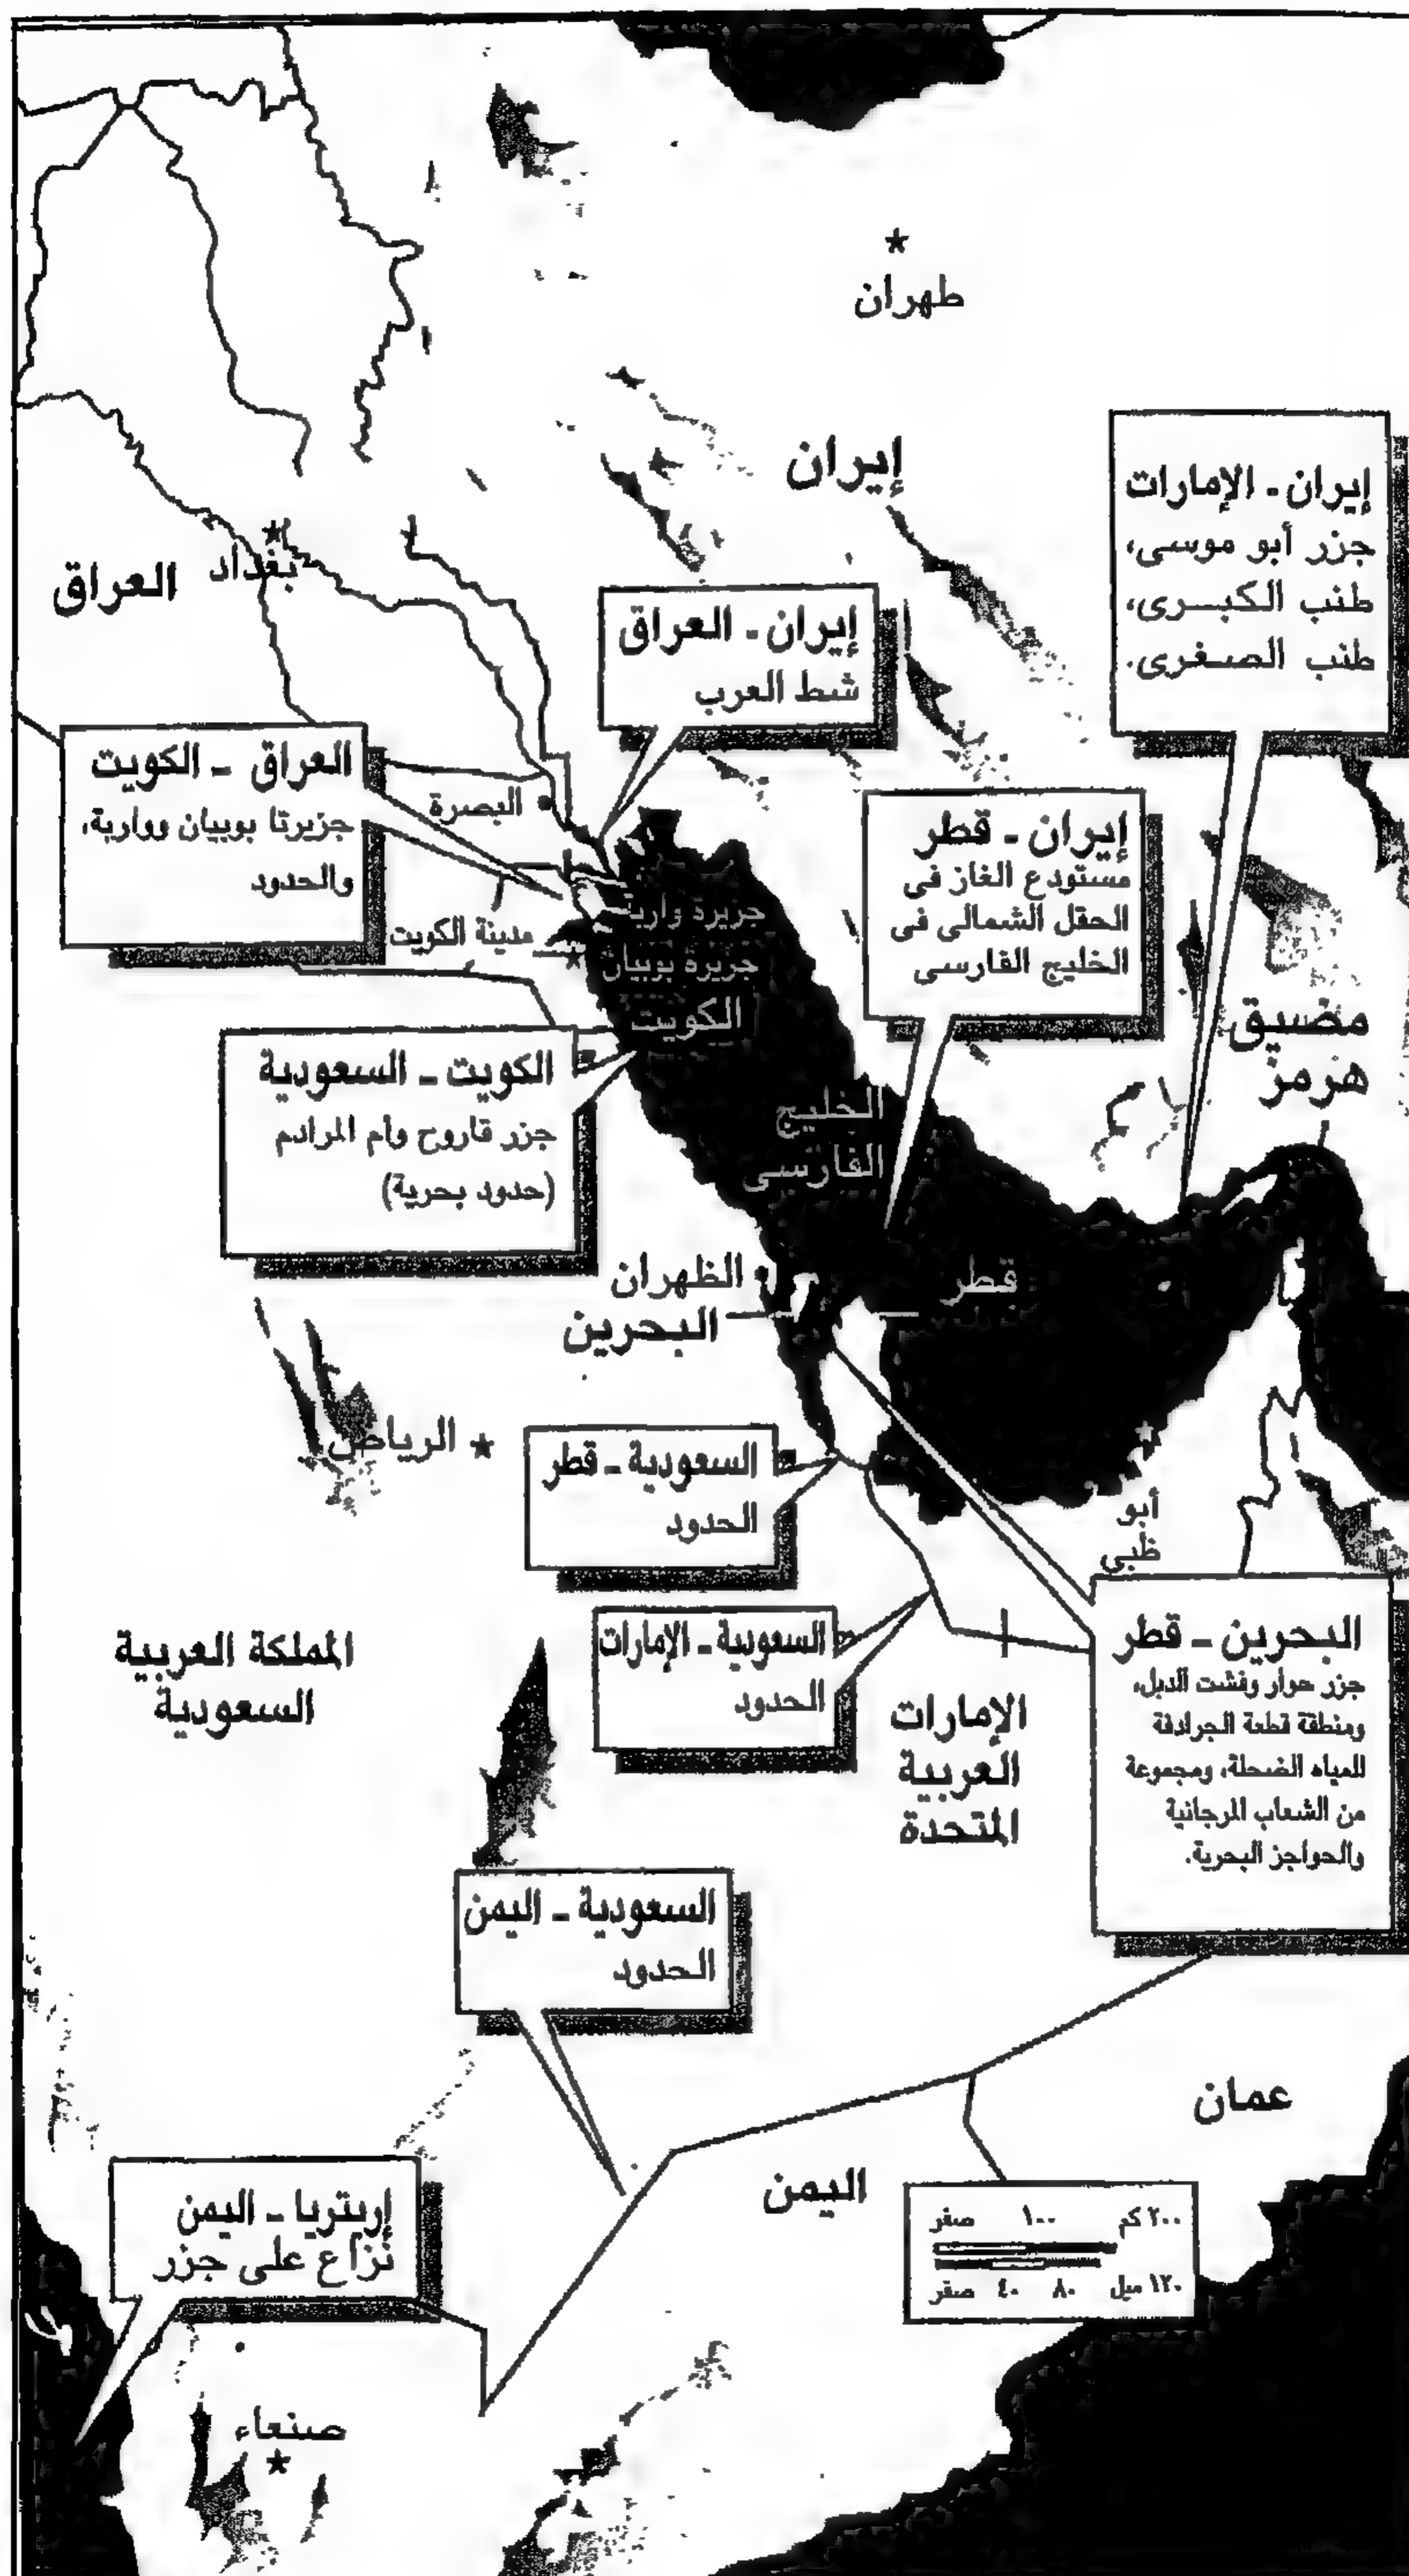 طهران
إيران
إيران - الإمارات
جزر أبو موسى،
طنب الكبرى،
طنب الصغرى.
العراق
بغداد
إيران - العراق
شط العرب
العراق - الكويت
جزيرتا بوبيان وواربة،
والحدود
البصرة
إيران - قطر
مستودع الغاز فى
الحقل الشمالى فى
الخليج الفارسى
جزيرة واربة
مدينة الكويت
جزيرة بوبيان
الكويت
مضيق
هرمز
الكويت - السعودية
جزر قاروح وأم المرادم
(حدود بحرية)
الخليج
الفارسى
الظهران
البحرين
قطر
الرياض
السعودية - قطر
الحدود
أبو
ظبي
السعودية - الإمارات
الحدود
المملكة العربية
السعودية
الإمارات
العربية
المتحدة
البحرين - قطر
جزر حوار وفشت الدبل،
ومنطقة قطعة الجرادفة
للمياه الضحلة، ومجموعة
من الشعاب المرجانية
والحواجز البحرية.
السعودية - اليمن
الحدود
عمان
اليمن
إريتريا - اليمن
نزاع على جزر
صفر ١٠٠ ٢٠٠ كم
صفر ٤٠ ٨٠ ١٢٠ ميل
صنعاء